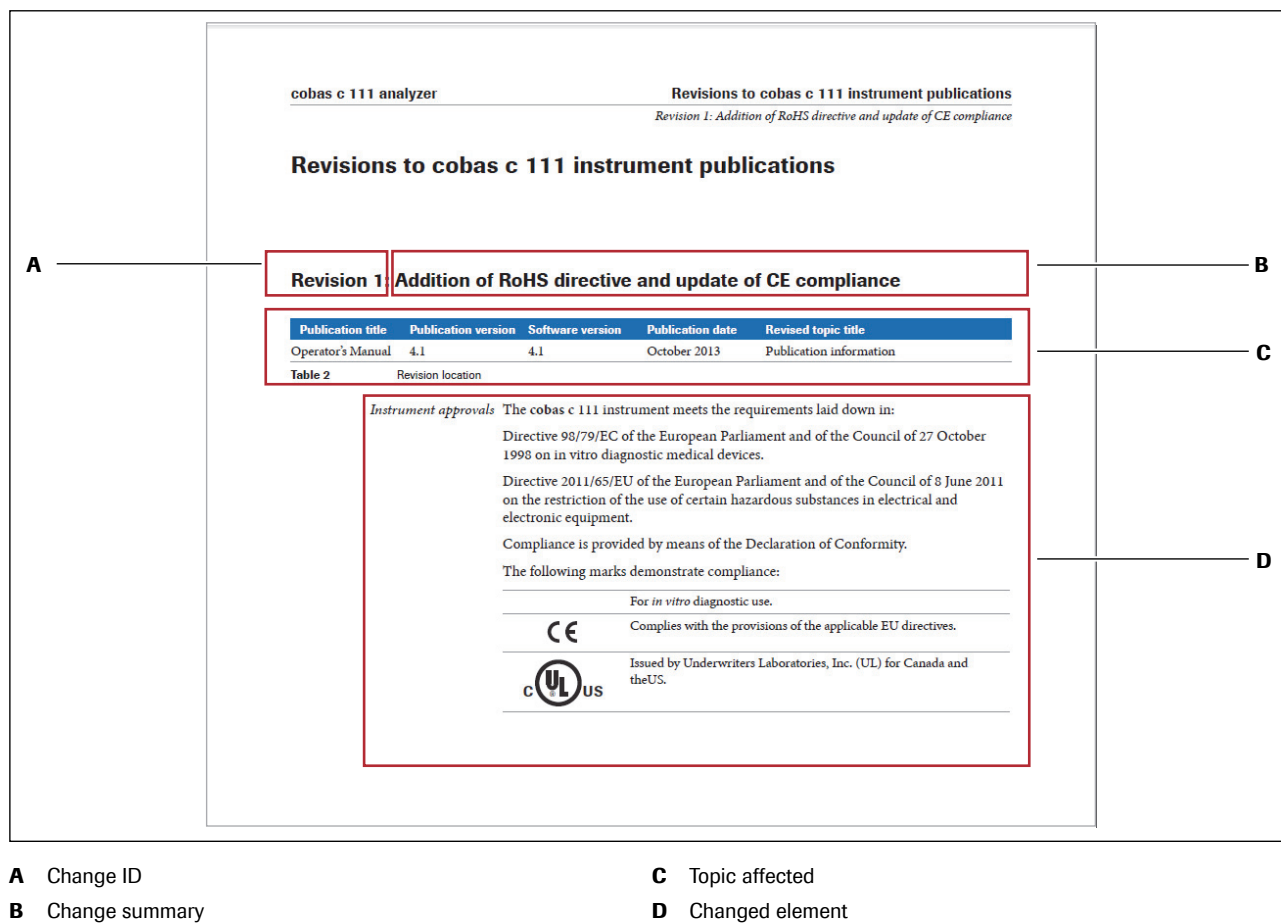 cobas c 111 analyzer
Revisions to cobas c 111 instrument publications
Revision 1: Addition of RoHS directive and update of CE compliance
Revisions to cobas c 111 instrument publications
A
B
Revision 1: Addition of RoHS directive and update of CE compliance
Publication title Publication version Software version Publication date Revised topic title
Operator's Manual 4.1 4.1 October 2013 Publication information
C
Table 2 Revision location
Instrument approvals The cobas c 111 instrument meets the requirements laid down in:
Directive 98/79/EC of the European Parliament and of the Council of 27 October
1998 on in vitro diagnostic medical devices.
Directive 2011/65/EU of the European Parliament and of the Council of 8 June 2011
on the restriction of the use of certain hazardous substances in electrical and
electronic equipment.
Compliance is provided by means of the Declaration of Conformity.
D
The following marks demonstrate compliance:
For in vitro diagnostic use.
CE Complies with the provisions of the applicable EU directives.
Issued by Underwriters Laboratories, Inc. (UL) for Canada and
theUS.
C UL ® US
A Change ID
B Change summary
C Topic affected
D Changed element